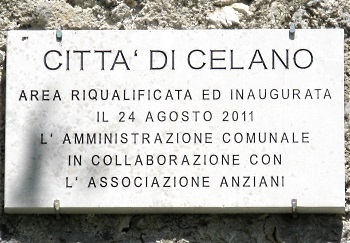 CITTA' DI CELANO
AREA RIQUALIFICATA ED INAUGURATA
IL 24 AGOSTO 2011
L' AMMINISTRAZIONE COMUNALE
IN COLLABORAZIONE CON
L' ASSOCIAZIONE ANZIANI